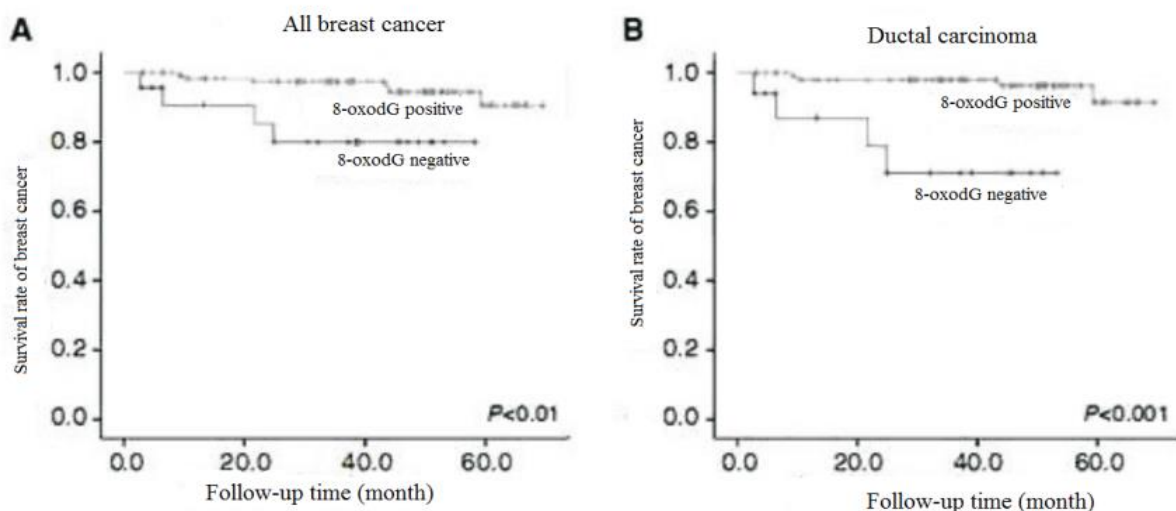 A
All breast cancer
Survival rate of breast cancer
1.0
0.8
0.6
0.4
0.2
0.0
8-oxodG positive
8-oxodG negative
P<0.01
0.0 20.0 40.0 60.0
Follow-up time (month)
B
Ductal carcinoma
Survival rate of breast cancer
1.0
0.8
0.6
0.4
0.2
0.0
8-oxodG positive
8-oxodG negative
P<0.001
0.0 20.0 40.0 60.0
Follow-up time (month)